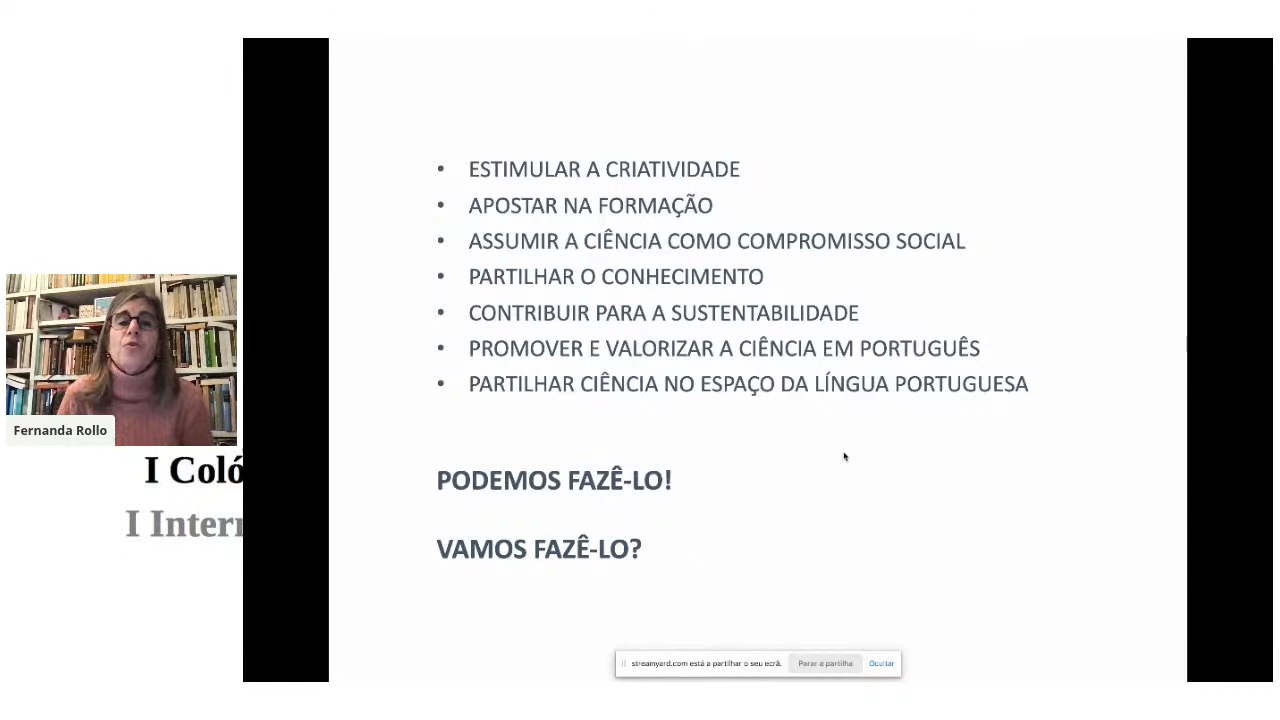 ESTIMULAR A CRIATIVIDADE
APOSTAR NA FORMAÇÃO
ASSUMIR A CIÊNCIA COMO COMPROMISSO SOCIAL
PARTILHAR O CONHECIMENTO
CONTRIBUIR PARA A SUSTENTABILIDADE
PROMOVER E VALORIZAR A CIÊNCIA EM PORTUGUÊS
PARTILHAR CIÊNCIA NO ESPAÇO DA LÍNGUA PORTUGUESA
PODEMOS FAZÊ-LO!
VAMOS FAZÊ-LO?
Fernanda Rollo
I Coló
I Intern
streamyard.com está a partilhar o seu ecrã. Parar a partilha Ocultar